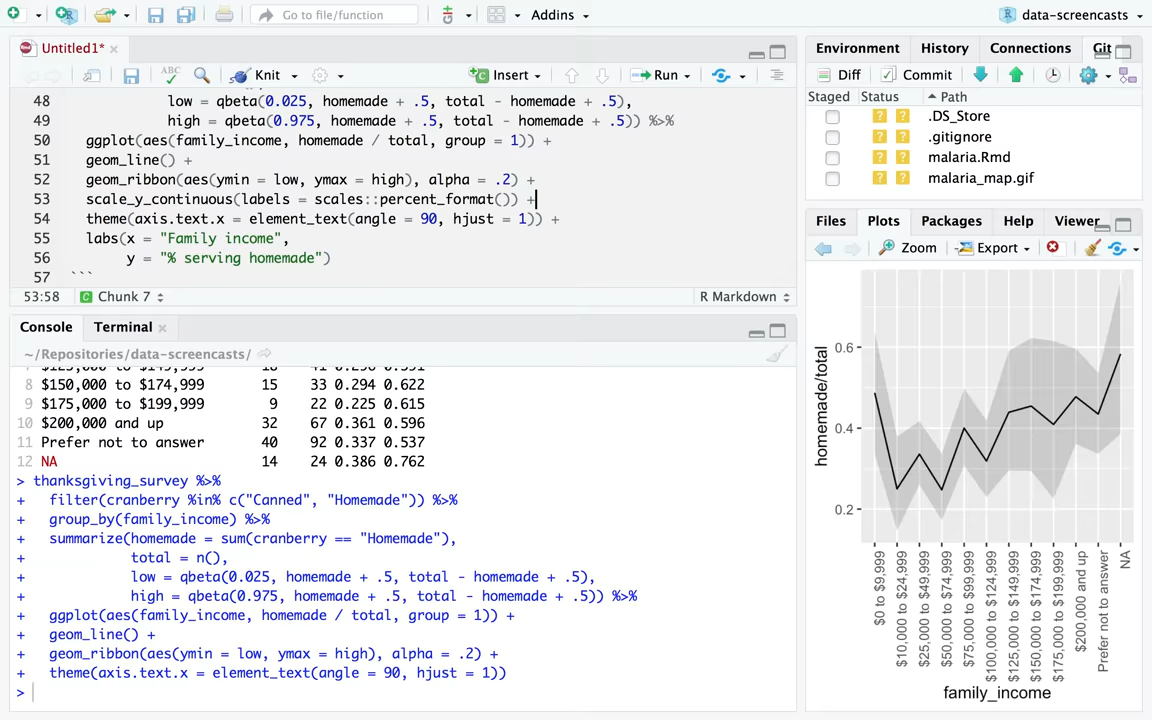 Go to file/function
Addins
data-screencasts
Untitled1*
ABC
Knit
Insert
Run
48 low = qbeta(0.025, homemade + .5, total - homemade + .5),
49 high = qbeta(0.975, homemade + .5, total - homemade + .5)) %>%
50 ggplot(aes(family_income, homemade / total, group = 1)) +
51 geom_line() +
52 geom_ribbon(aes(ymin = low, ymax = high), alpha = .2) +
53 scale_y_continuous(labels = scales::percent_format()) +
54 theme(axis.text.x = element_text(angle = 90, hjust = 1)) +
55 labs(x = "Family income",
56 y = "% serving homemade")
57 ```
53:58 Chunk 7 R Markdown
Console Terminal
~/Repositories/data-screencasts/
8 $150,000 to $174,999 15 33 0.294 0.622
9 $175,000 to $199,999 9 22 0.225 0.615
10 $200,000 and up 32 67 0.361 0.596
11 Prefer not to answer 40 92 0.337 0.537
12 NA 14 24 0.386 0.762
> thanksgiving_survey %>%
+ filter(cranberry %in% c("Canned", "Homemade")) %>%
+ group_by(family_income) %>%
+ summarize(homemade = sum(cranberry == "Homemade"),
+ total = n(),
+ low = qbeta(0.025, homemade + .5, total - homemade + .5),
+ high = qbeta(0.975, homemade + .5, total - homemade + .5)) %>%
+ ggplot(aes(family_income, homemade / total, group = 1)) +
+ geom_line() +
+ geom_ribbon(aes(ymin = low, ymax = high), alpha = .2) +
+ theme(axis.text.x = element_text(angle = 90, hjust = 1))
>
Environment History Connections Git
Diff Commit
Staged Status Path
.DS_Store
.gitignore
malaria.Rmd
malaria_map.gif
Files Plots Packages Help Viewer
Zoom Export
homemade/total
0.6
0.4
0.2
$0 to $9,999
$10,000 to $24,999
$25,000 to $49,999
$50,000 to $74,999
$75,000 to $99,999
$100,000 to $124,999
$125,000 to $149,999
$150,000 to $174,999
$175,000 to $199,999
$200,000 and up
Prefer not to answer
NA
family_income